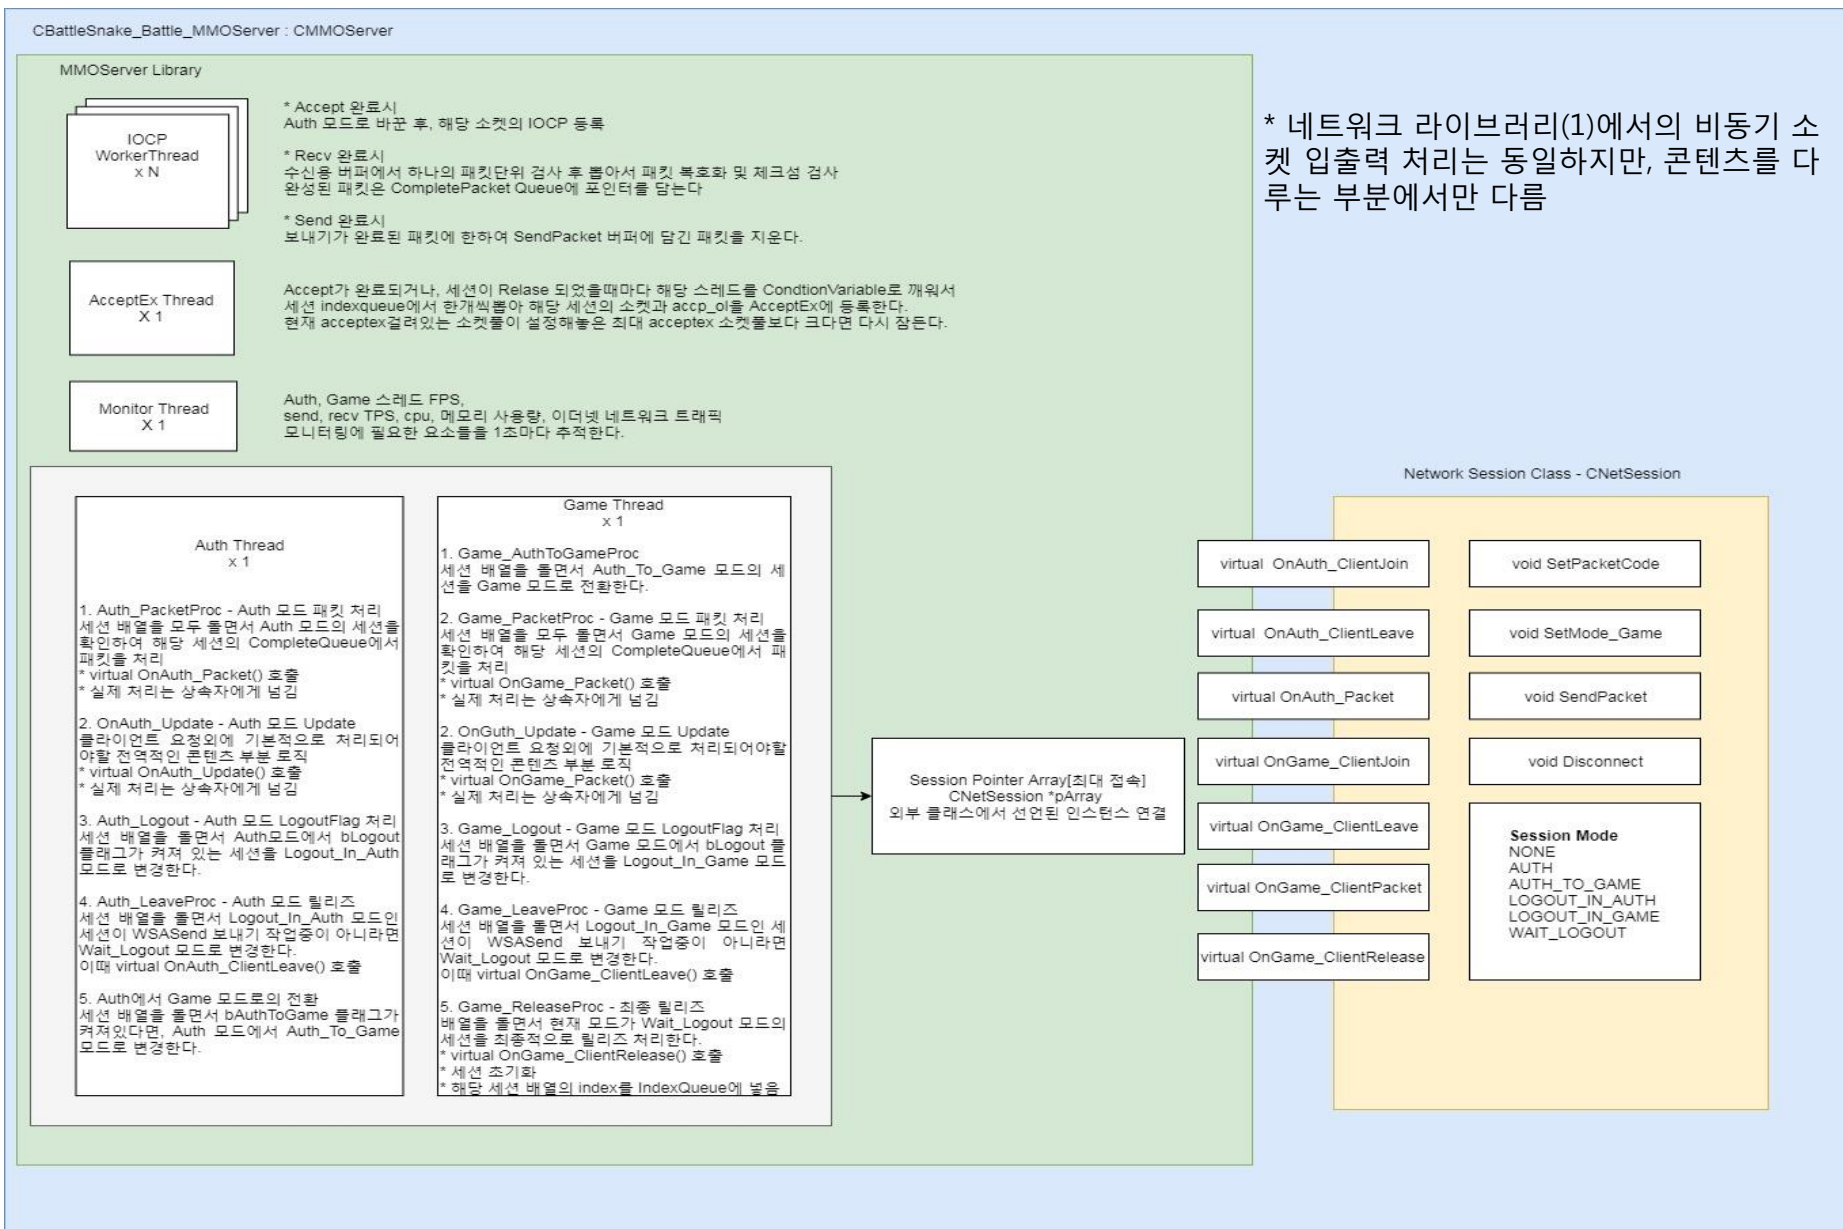 CBattleSnake_Battle_MMOServer : CMMOServer
MMOServer Library
IOCP
WorkerThread
x N
* Accept 완료시
Auth 모드로 바꾼 후, 해당 소켓의 IOCP 등록
* Recv 완료시
수신용 버퍼에서 하나의 패킷단위 검사 후 뽑아서 패킷 복호화 및 체크섬 검사
완성된 패킷은 CompletePacket Queue에 포인터를 담는다
* Send 완료시
보내기가 완료된 패킷에 한하여 SendPacket 버퍼에 담긴 패킷을 지운다.
* 네트워크 라이브러리(1)에서의 비동기 소
켓 입출력 처리는 동일하지만, 콘텐츠를 다
루는 부분에서만 다름
AcceptEx Thread
X 1
Accept가 완료되거나, 세션이 Relase 되었을때마다 해당 스레드를 CondtionVariable로 깨워서
세션 indexqueue에서 한개씩뽑아 해당 세션의 소켓과 accp_ol을 AcceptEx에 등록한다.
현재 acceptex걸려있는 소켓풀이 설정해놓은 최대 acceptex 소켓풀보다 크다면 다시 잠든다.
Monitor Thread
X 1
Auth, Game 스레드 FPS,
send, recv TPS, cpu, 메모리 사용량, 이더넷 네트워크 트래픽
모니터링에 필요한 요소들을 1초마다 추적한다.
Auth Thread
x 1
1. Auth_PacketProc - Auth 모드 패킷 처리
세션 배열을 모두 돌면서 Auth 모드의 세션을
확인하여 해당 세션의 CompleteQueue에서
패킷을 처리
* virtual OnAuth_Packet() 호출
* 실제 처리는 상속자에게 넘김
2. OnAuth_Update - Auth 모드 Update
클라이언트 요청외에 기본적으로 처리되어
야할 전역적인 콘텐츠 부분 로직
* virtual OnAuth_Update() 호출
* 실제 처리는 상속자에게 넘김
3. Auth_Logout - Auth 모드 LogoutFlag 처리
세션 배열을 돌면서 Auth모드에서 bLogout
플래그가 켜져 있는 세션을 Logout_In_Auth
모드로 변경한다.
4. Auth_LeaveProc - Auth 모드 릴리즈
세션 배열을 돌면서 Logout_In_Auth 모드인
세션이 WSASend 보내기 작업중이 아니라면
Wait_Logout 모드로 변경한다.
이때 virtual OnAuth_ClientLeave() 호출
5. Auth에서 Game 모드로의 전환
세션 배열을 돌면서 bAuthToGame 플래그가
켜져있다면, Auth 모드에서 Auth_To_Game
모드로 변경한다.
Game Thread
x 1
1. Game_AuthToGameProc
세션 배열을 돌면서 Auth_To_Game 모드의 세
션을 Game 모드로 전환한다.
2. Game_PacketProc - Game 모드 패킷 처리
세션 배열을 모두 돌면서 Game 모드의 세션을
확인하여 해당 세션의 CompleteQueue에서 패
킷을 처리
* virtual OnGame_Packet() 호출
* 실제 처리는 상속자에게 넘김
2. OnGuth_Update - Game 모드 Update
클라이언트 요청외에 기본적으로 처리되어야할
전역적인 콘텐츠 부분 로직
* virtual OnGame_Packet() 호출
* 실제 처리는 상속자에게 넘김
3. Game_Logout - Game 모드 LogoutFlag 처리
세션 배열을 돌면서 Game 모드에서 bLogout 플
래그가 켜져 있는 세션을 Logout_In_Game 모드
로 변경한다.
4. Game_LeaveProc - Game 모드 릴리즈
세션 배열을 돌면서 Logout_In_Game 모드인 세
션이 WSASend 보내기 작업중이 아니라면
Wait_Logout 모드로 변경한다.
이때 virtual OnGame_ClientLeave() 호출
5. Game_ReleaseProc - 최종 릴리즈
배열을 돌면서 현재 모드가 Wait_Logout 모드의
세션을 최종적으로 릴리즈 처리한다.
* virtual OnGame_ClientRelease() 호출
* 세션 초기화
* 해당 세션 배열의 index를 IndexQueue에 넣음
Session Pointer Array[최대 접속]
CNetSession *pArray
외부 클래스에서 선언된 인스턴스 연결
Network Session Class - CNetSession
virtual OnAuth_ClientJoin
virtual OnAuth_ClientLeave
virtual OnAuth_Packet
virtual OnGame_ClientJoin
virtual OnGame_ClientLeave
virtual OnGame_ClientPacket
virtual OnGame_ClientRelease
void SetPacketCode
void SetMode_Game
void SendPacket
void Disconnect
Session Mode
NONE
AUTH
AUTH_TO_GAME
LOGOUT_IN_AUTH
LOGOUT_IN_GAME
WAIT_LOGOUT